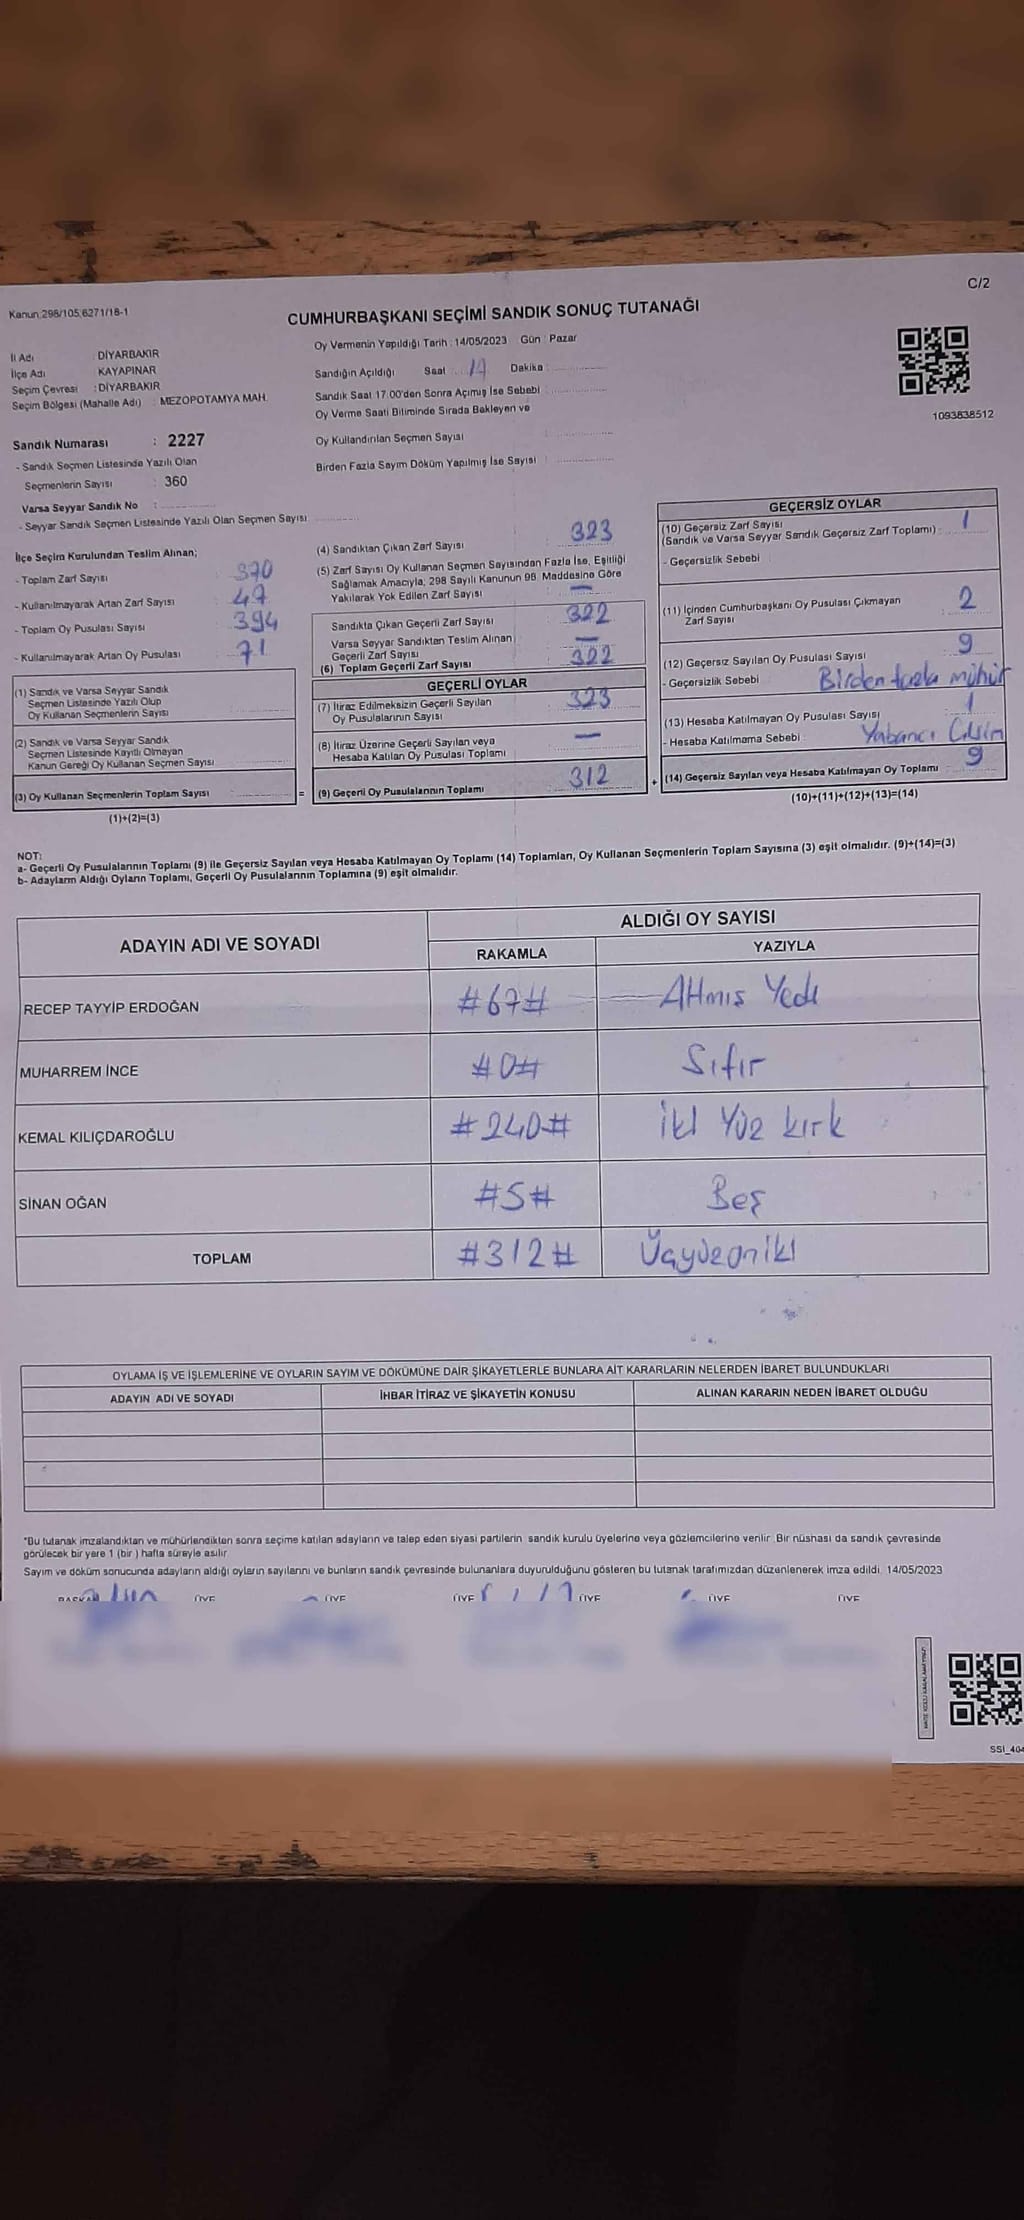 C/2
Kanun:298/105,6271/18-1
CUMHURBAŞKANI SEÇİMİ SANDIK SONUÇ TUTANAĞI
İl Adı : DİYARBAKIR
İlçe Adı : KAYAPINAR
Seçim Çevresi : DİYARBAKIR
Seçim Bölgesi (Mahalle Adı) : MEZOPOTAMYA MAH.
Sandık Numarası : 2227
- Sandık Seçmen Listesinde Yazılı Olan
Seçmenlerin Sayısı : 360
Varsa Seyyar Sandık No :
- Seyyar Sandık Seçmen Listesinde Yazılı Olan Seçmen Sayısı
Oy Vermenin Yapıldığı Tarih : 14/05/2023 Gün : Pazar
Sandığın Açıldığı Saat Dakika :
Sandık Saat 17:00'den Sonra Açımış İse Sebebi :
Oy Verme Saati Bitiminde Sırada Bekleyen ve
Oy Kullandırılan Seçmen Sayısı :
Birden Fazla Sayım Döküm Yapılmış İse Sayısı :
1093838512
İlçe Seçim Kurulundan Teslim Alınan;
- Toplam Zarf Sayısı : 370
- Kullanılmayarak Artan Zarf Sayısı : 47
- Toplam Oy Pusulası Sayısı : 394
- Kullanılmayarak Artan Oy Pusulası : 71
(1) Sandık ve Varsa Seyyar Sandık
Seçmen Listesinde Yazılı Olup
Oy Kullanan Seçmenlerin Sayısı
(2) Sandık ve Varsa Seyyar Sandık
Seçmen Listesinde Kayıtlı Olmayan
Kanun Gereği Oy Kullanan Seçmen Sayısı
(3) Oy Kullanan Seçmenlerin Toplam Sayısı =
(1)+(2)=(3)
(4) Sandıktan Çıkan Zarf Sayısı 323
(5) Zarf Sayısı Oy Kullanan Seçmen Sayısından Fazla İse, Eşitliği
Sağlamak Amacıyla; 298 Sayılı Kanunun 98. Maddesine Göre
Yakılarak Yok Edilen Zarf Sayısı —
Sandıkta Çıkan Geçerli Zarf Sayısı 322
Varsa Seyyar Sandıktan Teslim Alınan
Geçerli Zarf Sayısı —
(6) Toplam Geçerli Zarf Sayısı 322
GEÇERLİ OYLAR
(7) İtiraz Edilmeksizin Geçerli Sayılan
Oy Pusulalarının Sayısı 323
(8) İtiraz Üzerine Geçerli Sayılan veya
Hesaba Katılan Oy Pusulası Toplamı —
(9) Geçerli Oy Pusulalarının Toplamı 312 +
GEÇERSİZ OYLAR
(10) Geçersiz Zarf Sayısı
(Sandık ve Varsa Seyyar Sandık Geçersiz Zarf Toplamı) : 1
- Geçersizlik Sebebi :
(11) İçinden Cumhurbaşkanı Oy Pusulası Çıkmayan
Zarf Sayısı 2
(12) Geçersiz Sayılan Oy Pusulası Sayısı 9
- Geçersizlik Sebebi : Birden fazla mühür
(13) Hesaba Katılmayan Oy Pusulası Sayısı 1
- Hesaba Katılmama Sebebi : Yabancı Cisim
(14) Geçersiz Sayılan veya Hesaba Katılmayan Oy Toplamı 9
(10)+(11)+(12)+(13)=(14)
NOT:
a- Geçerli Oy Pusulalarının Toplamı (9) ile Geçersiz Sayılan veya Hesaba Katılmayan Oy Toplamı (14) Toplamları, Oy Kullanan Seçmenlerin Toplam Sayısına (3) eşit olmalıdır. (9)+(14)=(3)
b- Adayların Aldığı Oyların Toplamı, Geçerli Oy Pusulalarının Toplamına (9) eşit olmalıdır.
ADAYIN ADI VE SOYADI ALDIĞI OY SAYISI
RAKAMLA YAZIYLA
RECEP TAYYİP ERDOĞAN #67# Altmış Yedi
MUHARREM İNCE #0# Sıfır
KEMAL KILIÇDAROĞLU #240# İki Yüz kırk
SİNAN OĞAN #5# Beş
TOPLAM #312# Üçyüzoniki
OYLAMA İŞ VE İŞLEMLERİNE VE OYLARIN SAYIM VE DÖKÜMÜNE DAİR ŞİKAYETLERLE BUNLARA AİT KARARLARIN NELERDEN İBARET BULUNDUKLARI
ADAYIN ADI VE SOYADI İHBAR İTİRAZ VE ŞİKAYETİN KONUSU ALINAN KARARIN NEDEN İBARET OLDUĞU
*Bu tutanak imzalandıktan ve mühürlendikten sonra seçime katılan adayların ve talep eden siyasi partilerin sandık kurulu üyelerine veya gözlemcilerine verilir. Bir nüshası da sandık çevresinde
görülecek bir yere 1 (bir) hafta süreyle asılır.
Sayım ve döküm sonucunda adayların aldığı oyların sayılarını ve bunların sandık çevresinde bulunanlara duyurulduğunu gösteren bu tutanak tarafımızdan düzenlenerek imza edildi. 14/05/2023
BAŞKAN ÜYE ÜYE ÜYE ÜYE ÜYE ÜYE